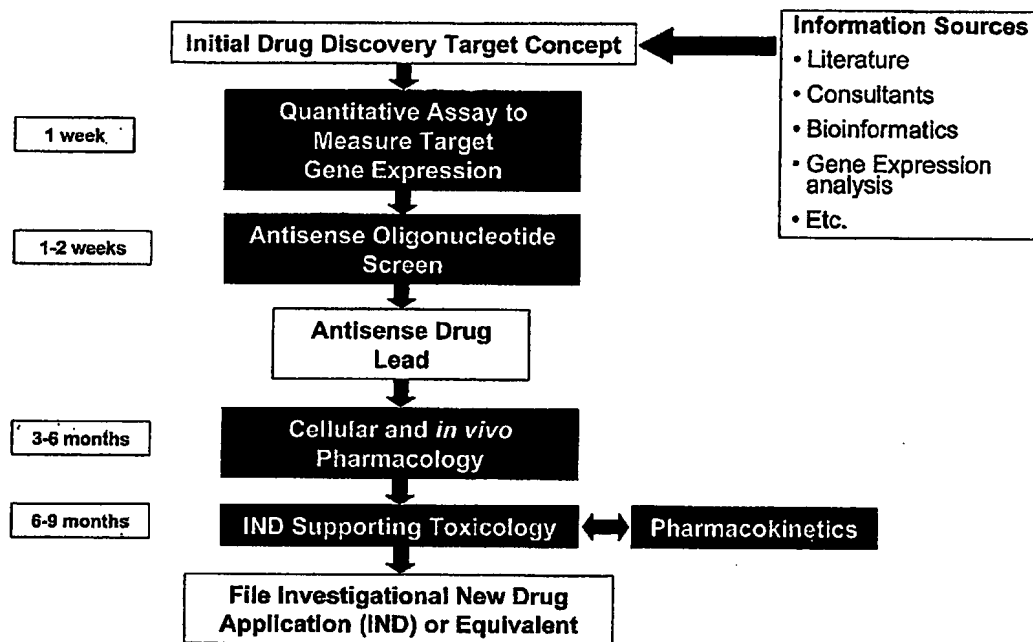 Initial Drug Discovery Target Concept
Information Sources
• Literature
• Consultants
• Bioinformatics
• Gene Expression
analysis
• Etc.
1 week
Quantitative Assay to
Measure Target
Gene Expression
1-2 weeks
Antisense Oligonucleotide
Screen
Antisense Drug
Lead
3-6 months
Cellular and in vivo
Pharmacology
6-9 months
IND Supporting Toxicology
Pharmacokinetics
File Investigational New Drug
Application (IND) or Equivalent